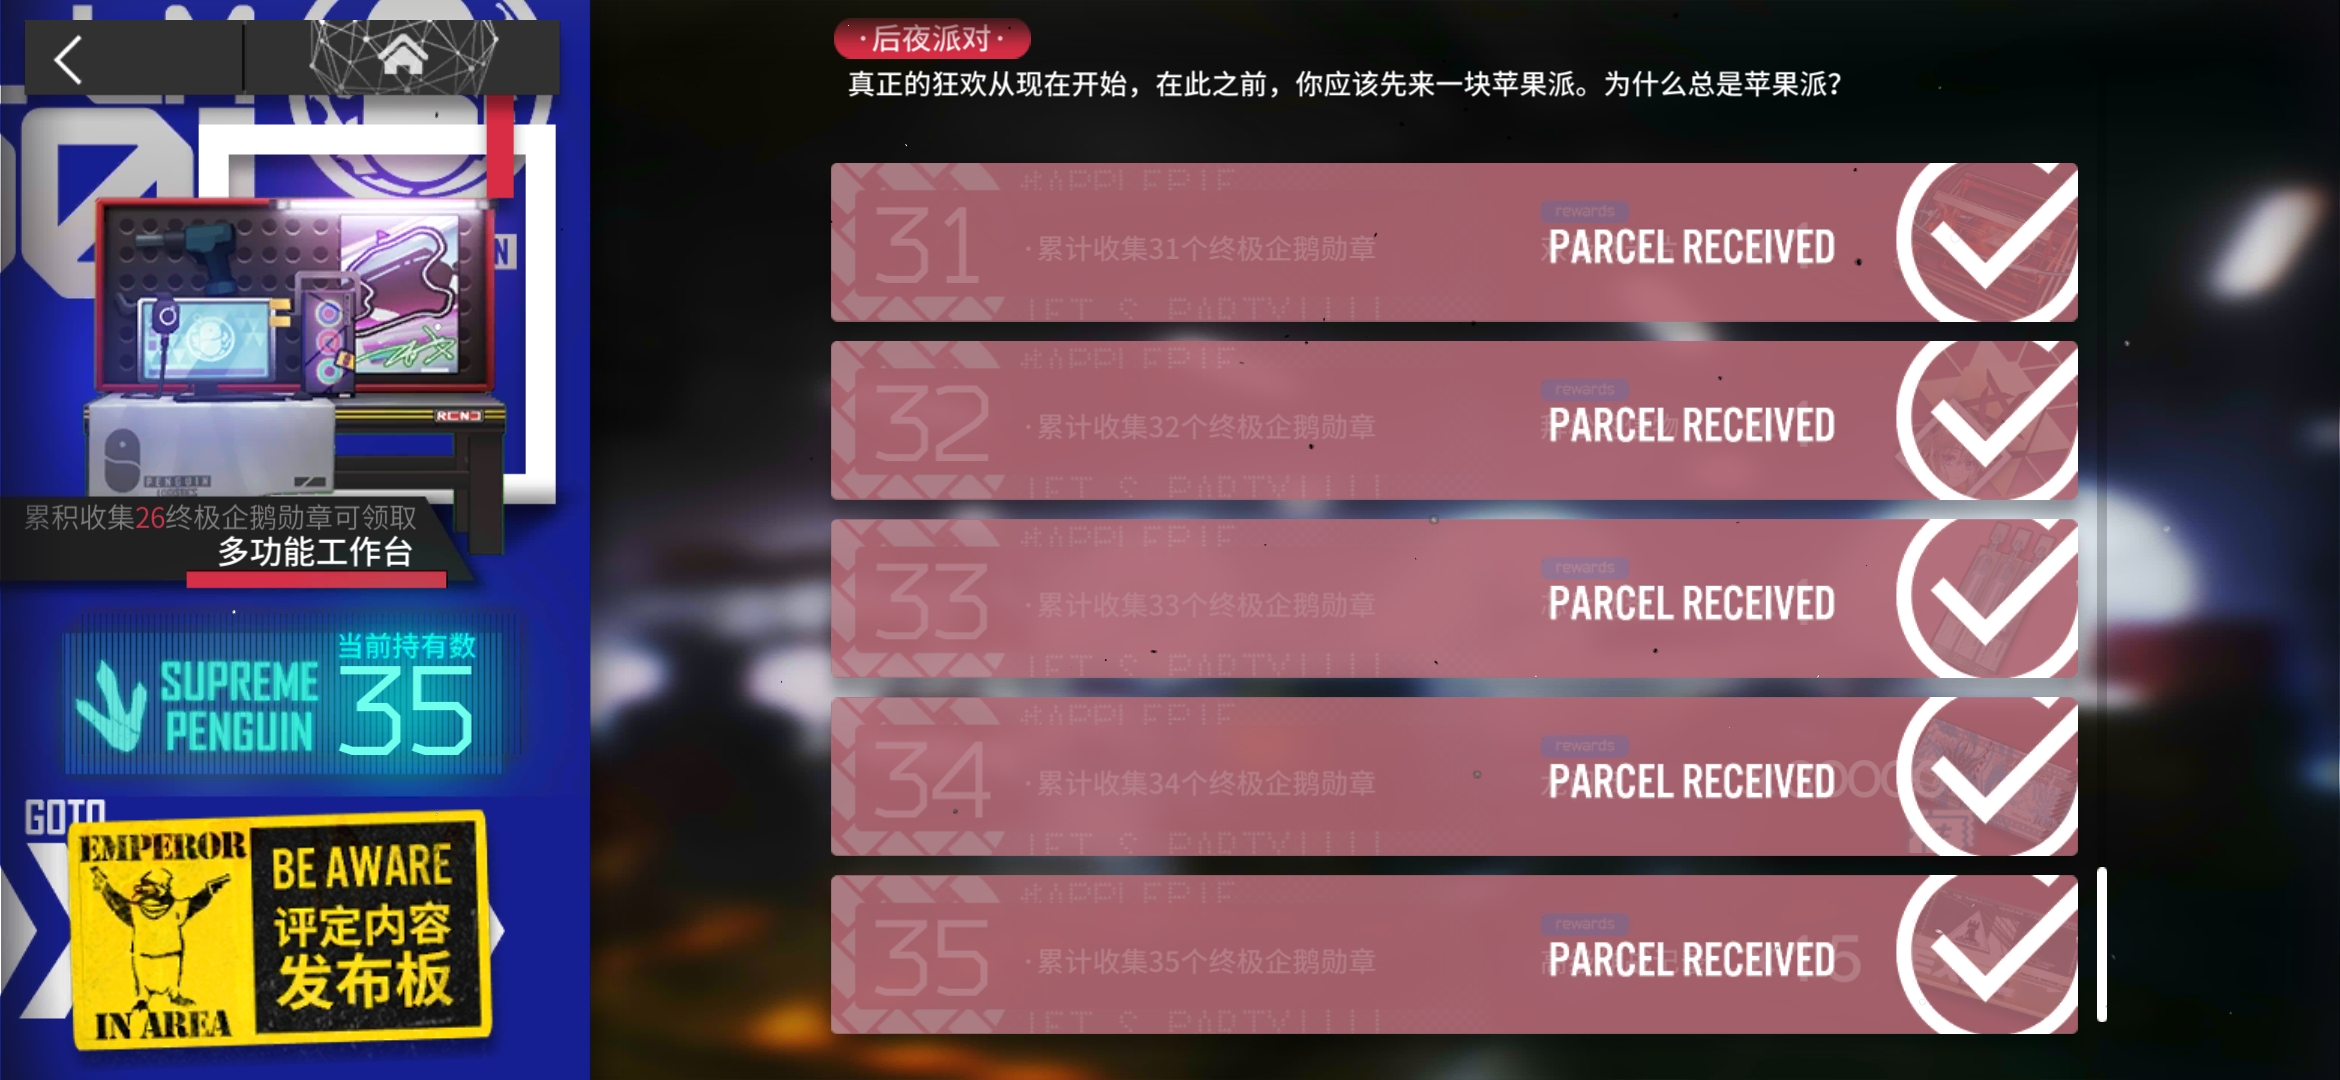 ·后夜派对·
真正的狂欢从现在开始，在此之前，你应该先来一块苹果派。为什么总是苹果派？
RCNJ
PENGUIN
LOGISTICS
累积收集26终极企鹅勋章可领取
多功能工作台
当前持有数
SUPREME
PENGUIN
35
GOTO
EMPEROR
IN AREA
BE AWARE
评定内容
发布板
31
·累计收集31个终极企鹅勋章
rewards
PARCEL RECEIVED
32
·累计收集32个终极企鹅勋章
rewards
PARCEL RECEIVED
33
·累计收集33个终极企鹅勋章
rewards
PARCEL RECEIVED
34
·累计收集34个终极企鹅勋章
rewards
PARCEL RECEIVED
35
·累计收集35个终极企鹅勋章
rewards
PARCEL RECEIVED